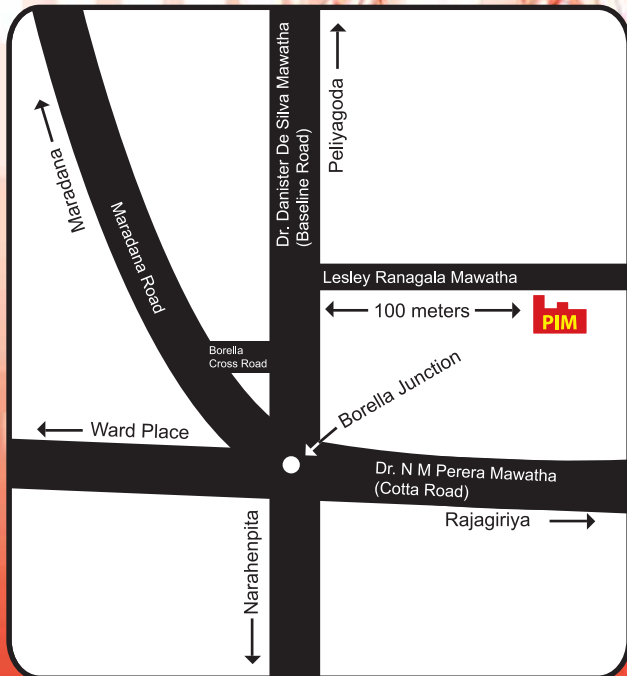 Dr. Danister De Silva Mawatha
(Baseline Road)
Peliyagoda
Maradana
Maradana Road
Lesley Ranagala Mawatha
100 meters
PIM
Borella
Cross Road
Borella Junction
Ward Place
Dr. N M Perera Mawatha
(Cotta Road)
Rajagiriya
Narahenpita